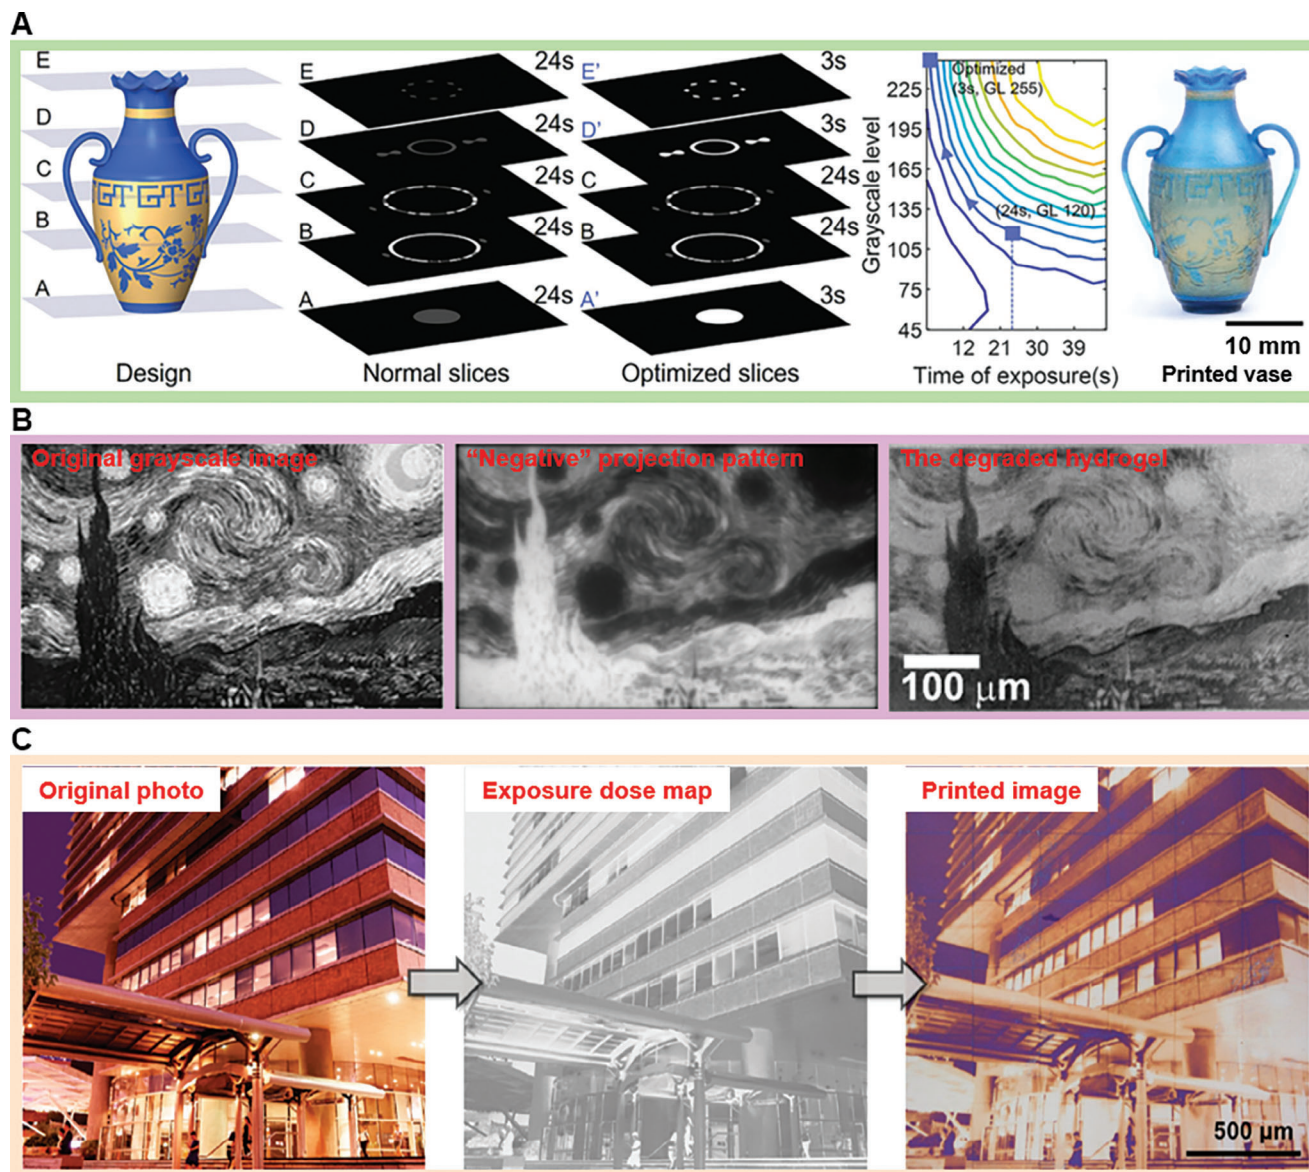 A
E
D
C
B
A
Design
E
24s
D
24s
C
24s
B
24s
A
24s
Normal slices
E'
3s
D'
3s
C
24s
B
24s
A'
3s
Optimized slices
Grayscale level
225
195
165
135
105
75
45
Optimized
(3s, GL 255)
(24s, GL 120)
12 21 30 39
Time of exposure(s)
10 mm
Printed vase
B
Original grayscale image
“Negative” projection pattern
The degraded hydrogel
100 μm
C
Original photo
Exposure dose map
Printed image
500 μm